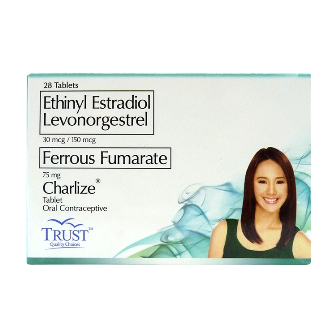 28 Tablets
Ethinyl Estradiol
Levonorgestrel
30 mcg / 150 mcg
Ferrous Fumarate
75 mg
Charlize®
Tablet
Oral Contraceptive
TRUST™
Quality Choices